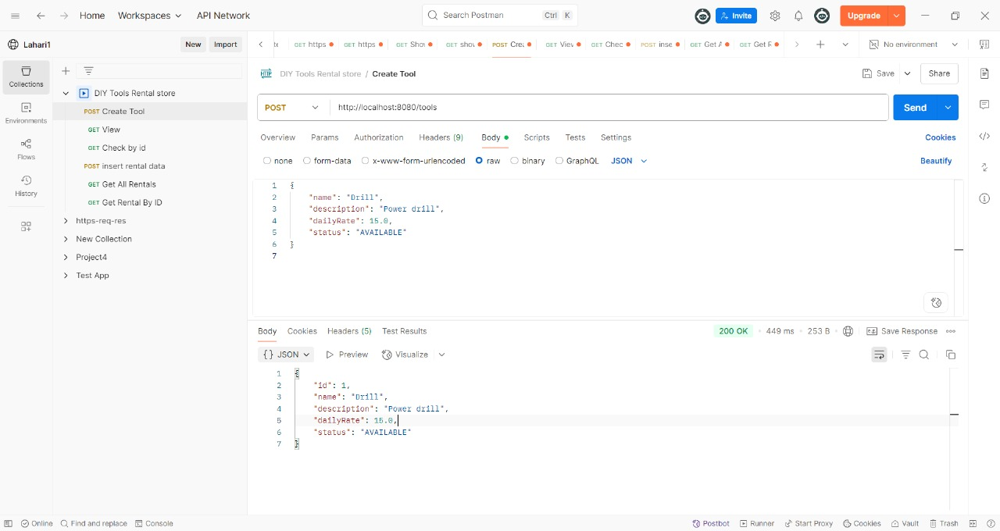 Home Workspaces API Network Search Postman Ctrl K Invite Upgrade
Lahari1 New Import
GET https GET https GET Shov GET shov POST Crea GET Viev GET Chec POST inse GET Get A GET Get R No environment
Collections
Environments
Flows
History
DIY Tools Rental store
POST Create Tool
GET View
GET Check by id
POST insert rental data
GET Get All Rentals
GET Get Rental By ID
https-req-res
New Collection
Project4
Test App
HTTP DIY Tools Rental store / Create Tool Save Share
POST http://localhost:8080/tools Send
Overview Params Authorization Headers (9) Body Scripts Tests Settings Cookies
none form-data x-www-form-urlencoded raw binary GraphQL JSON Beautify
1 {
2 "name": "Drill",
3 "description": "Power drill",
4 "dailyRate": 15.0,
5 "status": "AVAILABLE"
6 }
7
Body Cookies Headers (5) Test Results 200 OK 449 ms 253 B Save Response
{} JSON Preview Visualize
1 {
2 "id": 1,
3 "name": "Drill",
4 "description": "Power drill",
5 "dailyRate": 15.0,
6 "status": "AVAILABLE"
7 }
Online Find and replace Console Postbot Runner Start Proxy Cookies Vault Trash